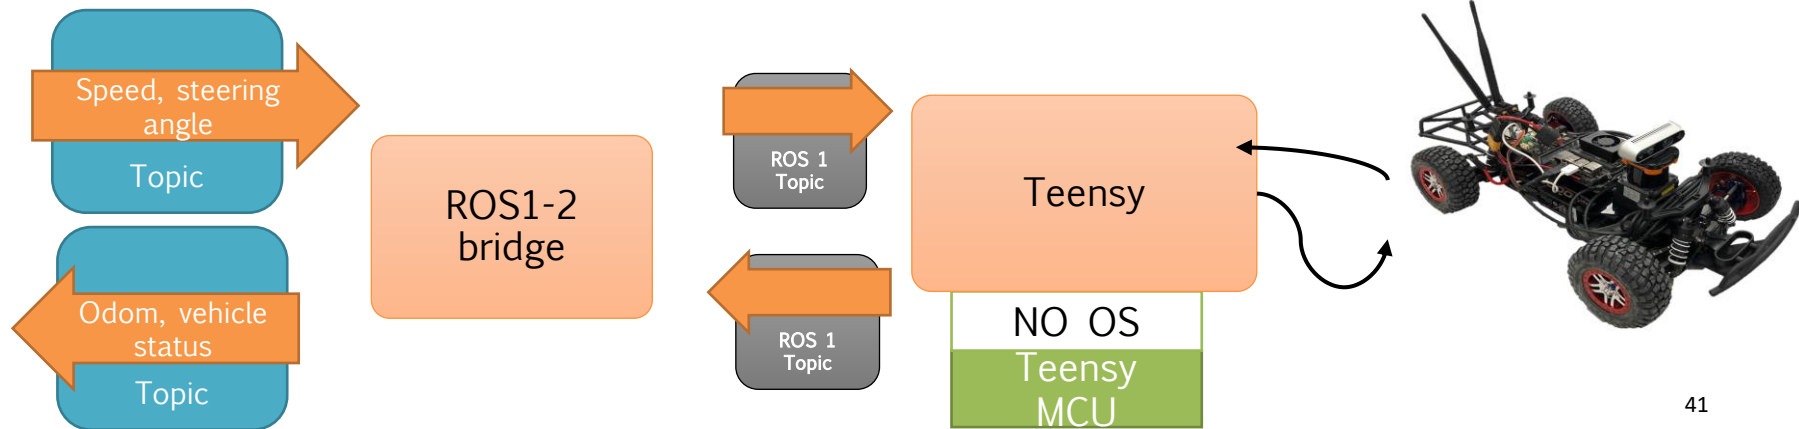 Speed, steering
angle
Topic
Odom, vehicle
status
Topic
ROS1-2
bridge
ROS 1
Topic
ROS 1
Topic
Teensy
NO OS
Teensy
MCU
41